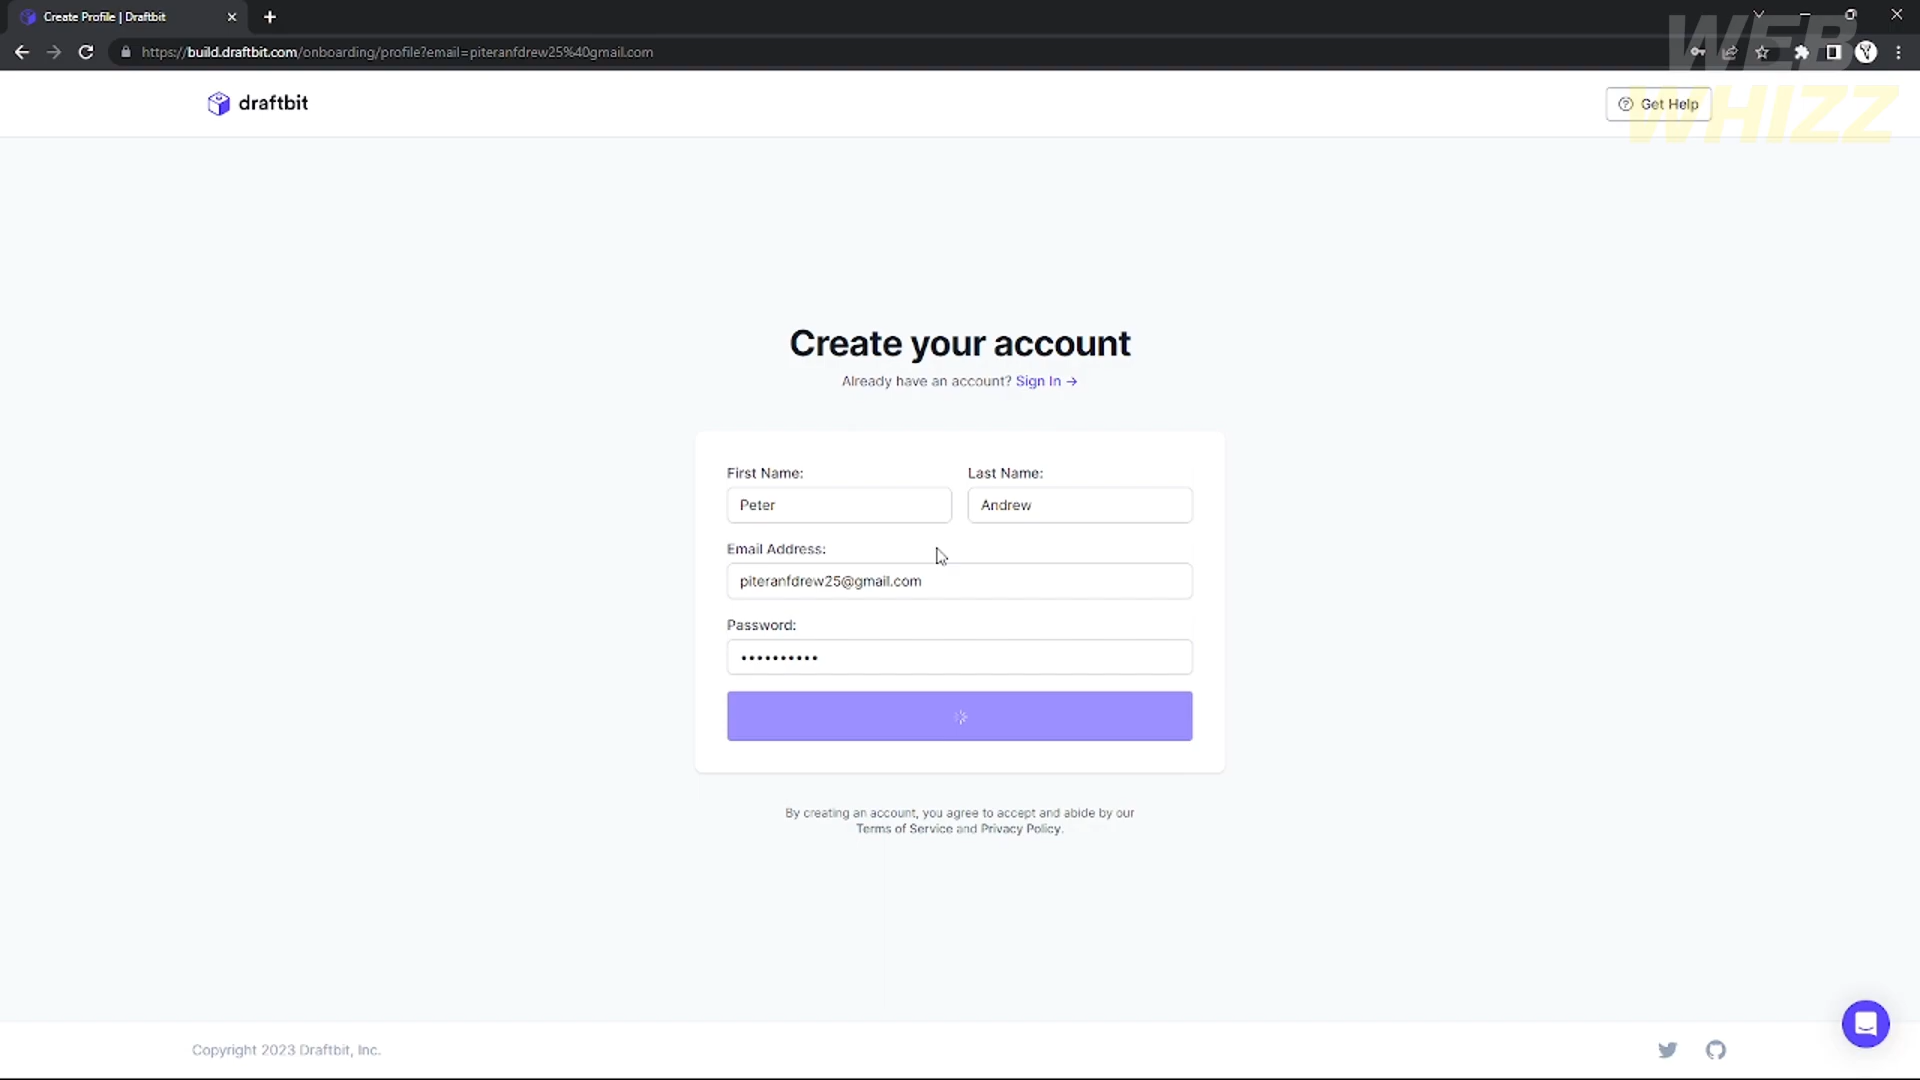 Create Profile | Draftbit
https://build.draftbit.com/onboarding/profile?email=piteranfdrew25%40gmail.com
WEB
WHIZZ
draftbit
Get Help
Create your account
Already have an account? Sign In →
First Name:
Last Name:
Peter
Andrew
Email Address:
piteranfdrew25@gmail.com
Password:
••••••••••
By creating an account, you agree to accept and abide by our
Terms of Service and Privacy Policy.
Copyright 2023 Draftbit, Inc.